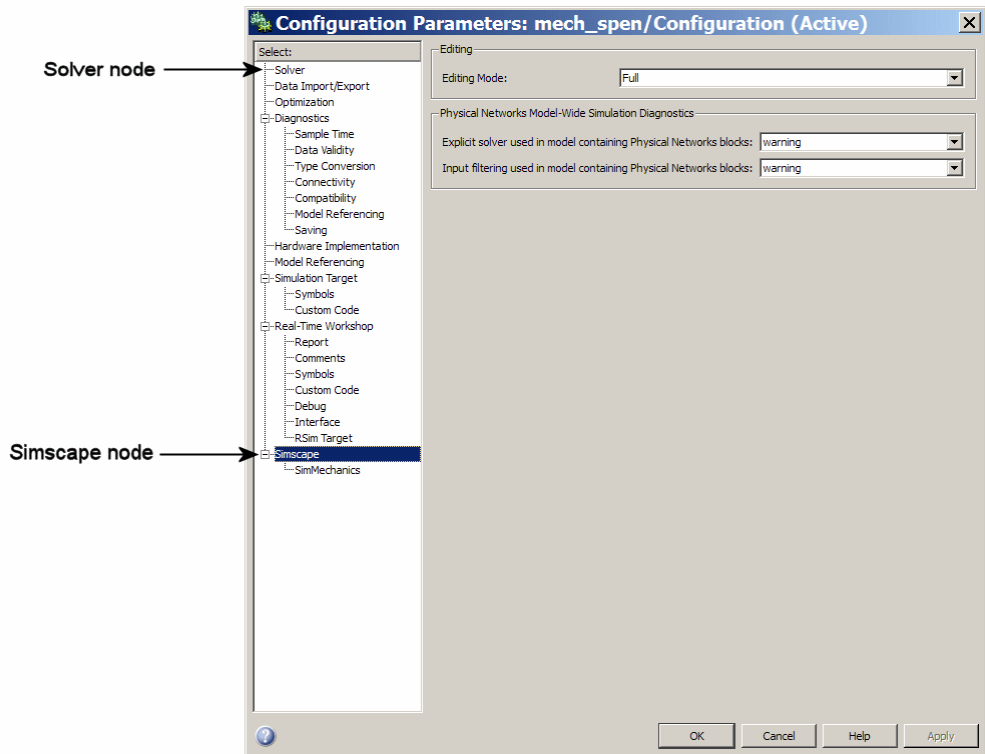 Configuration Parameters: mech_spen/Configuration (Active)
Select:
Solver node
Solver
Data Import/Export
Optimization
Diagnostics
Sample Time
Data Validity
Type Conversion
Connectivity
Compatibility
Model Referencing
Saving
Hardware Implementation
Model Referencing
Simulation Target
Symbols
Custom Code
Real-Time Workshop
Report
Comments
Symbols
Custom Code
Debug
Interface
RSim Target
Simscape node
Simscape
SimMechanics
Editing
Editing Mode: Full
Physical Networks Model-Wide Simulation Diagnostics
Explicit solver used in model containing Physical Networks blocks: warning
Input filtering used in model containing Physical Networks blocks: warning
OK Cancel Help Apply